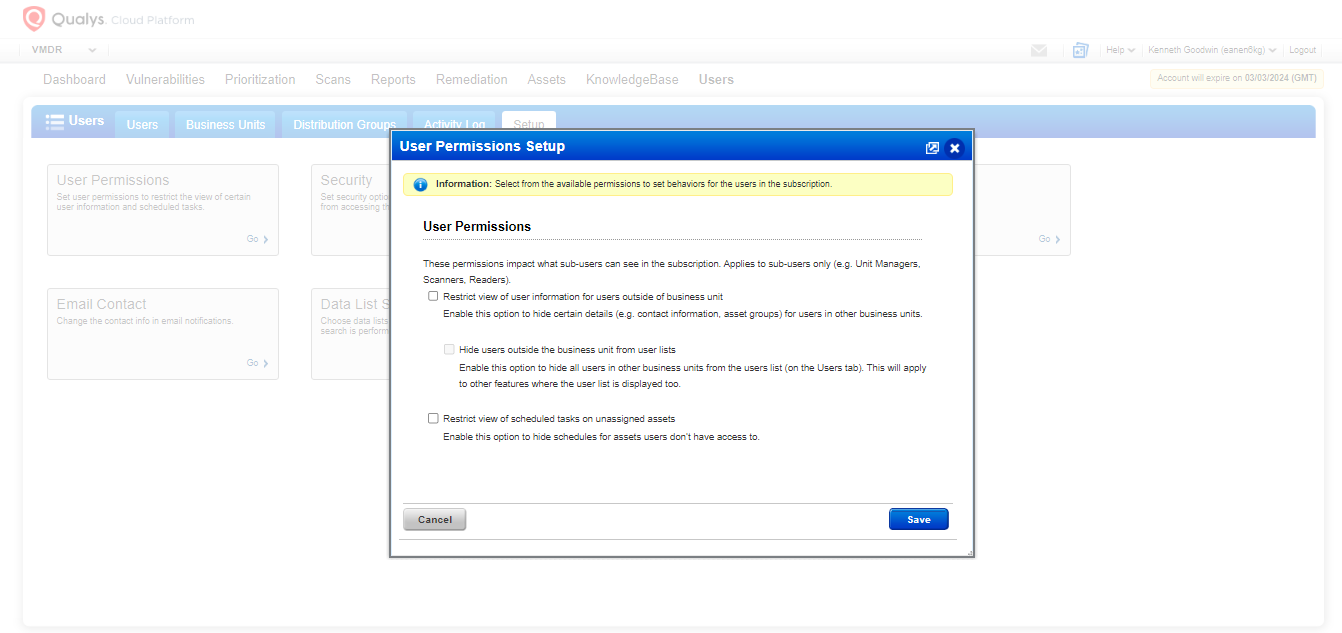 Qualys. Cloud Platform
VMDR
Help
Kenneth Goodwin (eanen6kg)
Logout
Dashboard
Vulnerabilities
Prioritization
Scans
Reports
Remediation
Assets
KnowledgeBase
Users
Account will expire on 03/03/2024 (GMT)
Users
Users
Business Units
Distribution Groups
Activity Log
Setup
User Permissions
Set user permissions to restrict the view of certain
user information and scheduled tasks.
Go
Security
Set security optio
from accessing th
Go
Email Contact
Change the contact info in email notifications.
Go
Data List S
Choose data lists
search is perform
User Permissions Setup
Information: Select from the available permissions to set behaviors for the users in the subscription.
User Permissions
These permissions impact what sub-users can see in the subscription. Applies to sub-users only (e.g. Unit Managers,
Scanners, Readers).
Restrict view of user information for users outside of business unit
Enable this option to hide certain details (e.g. contact information, asset groups) for users in other business units.
Hide users outside the business unit from user lists
Enable this option to hide all users in other business units from the users list (on the Users tab). This will apply
to other features where the user list is displayed too.
Restrict view of scheduled tasks on unassigned assets
Enable this option to hide schedules for assets users don't have access to.
Cancel
Save